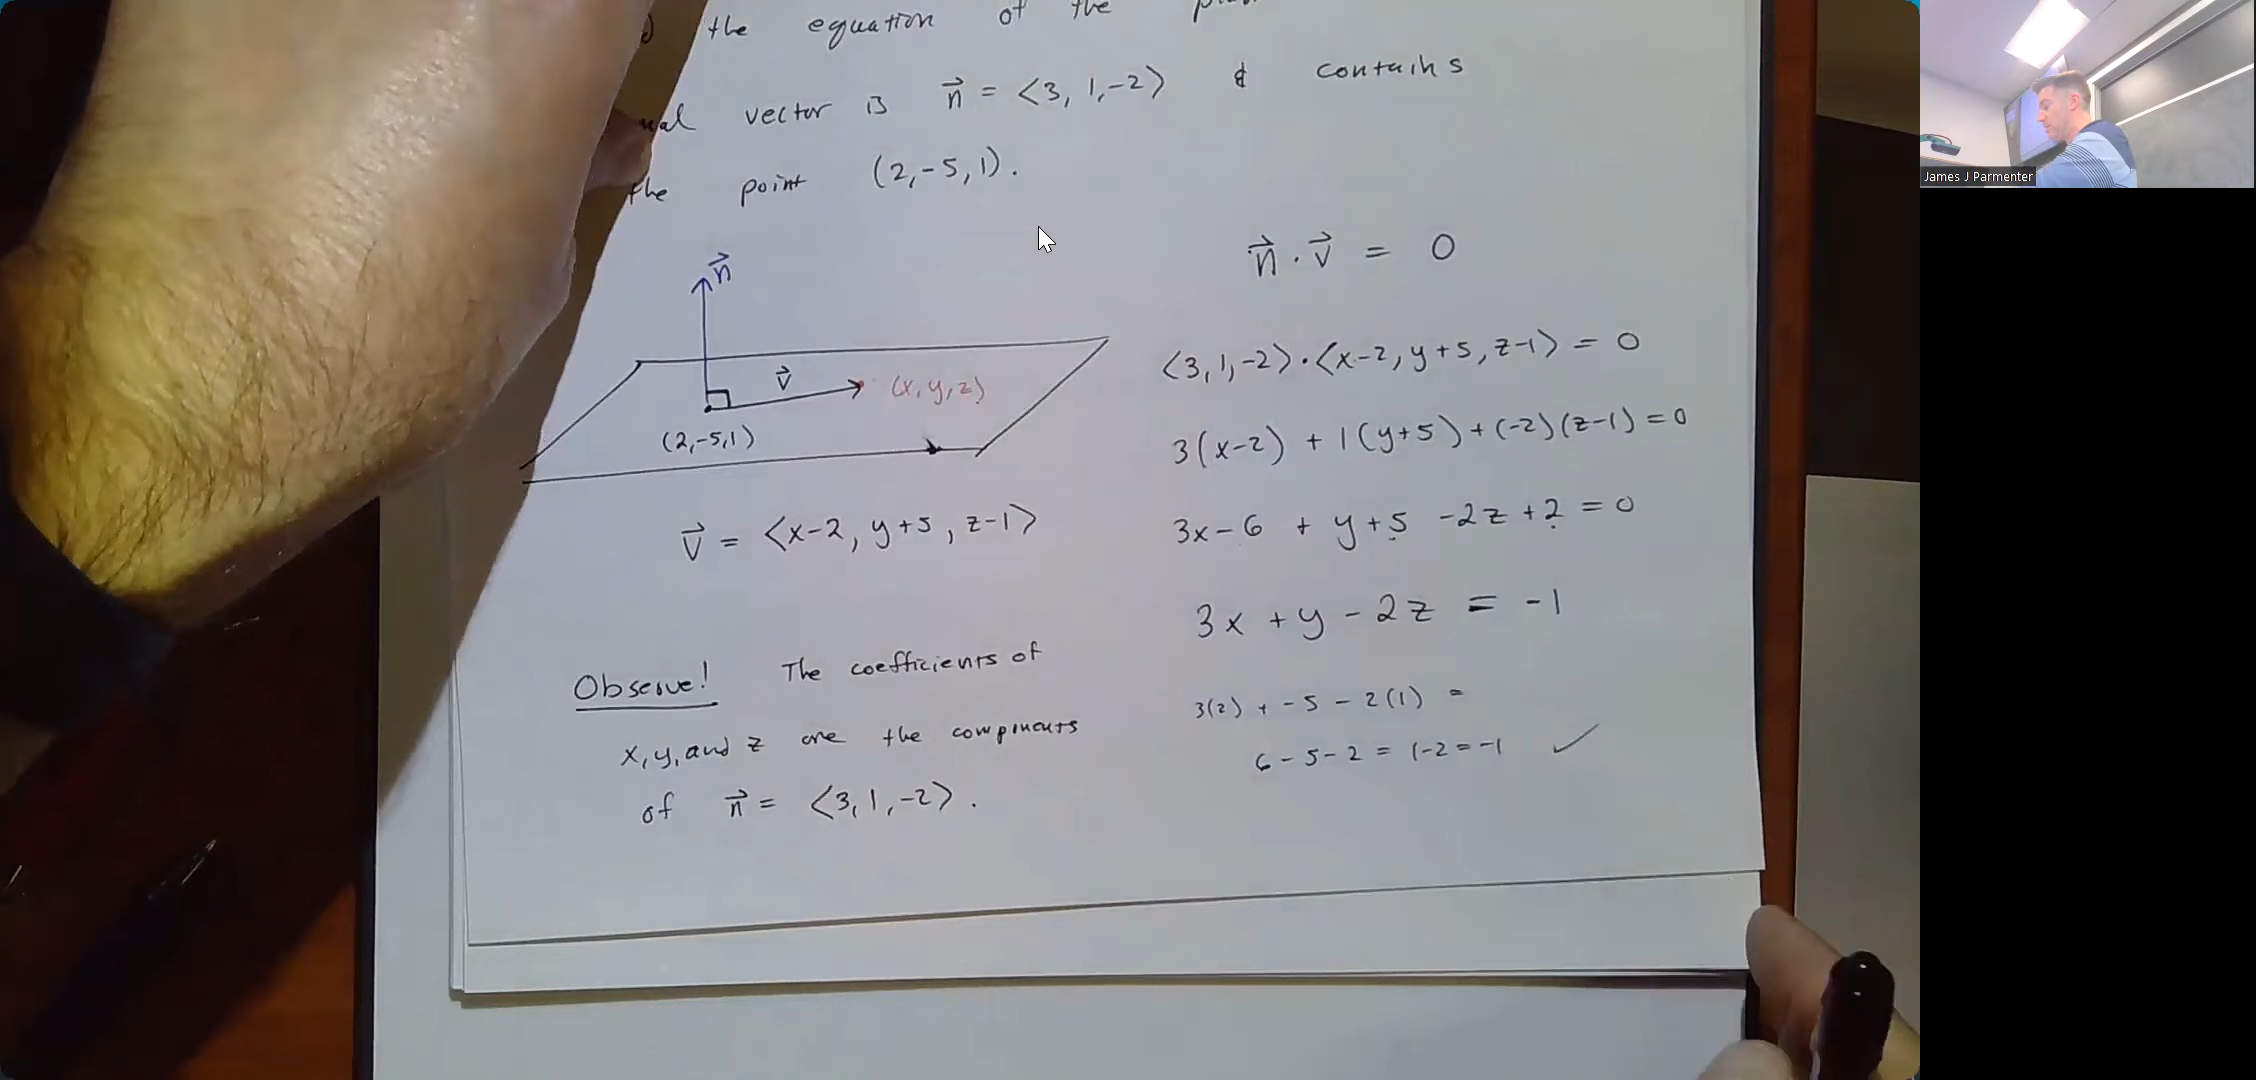 the equation of the
vector is n⃗ = ⟨3, 1, -2⟩ & contains
the point (2, -5, 1).
n⃗
v⃗
(x, y, z)
(2, -5, 1)
v⃗ = ⟨x-2, y+5, z-1⟩
Observe! The coefficients of
x, y, and z are the components
of n⃗ = ⟨3, 1, -2⟩.
n⃗ · v⃗ = 0
⟨3, 1, -2⟩ · ⟨x-2, y+5, z-1⟩ = 0
3(x-2) + 1(y+5) + (-2)(z-1) = 0
3x - 6 + y + 5 - 2z + 2 = 0
3x + y - 2z = -1
3(2) + -5 - 2(1) =
6 - 5 - 2 = 1 - 2 = -1 ✓
James J Parmenter